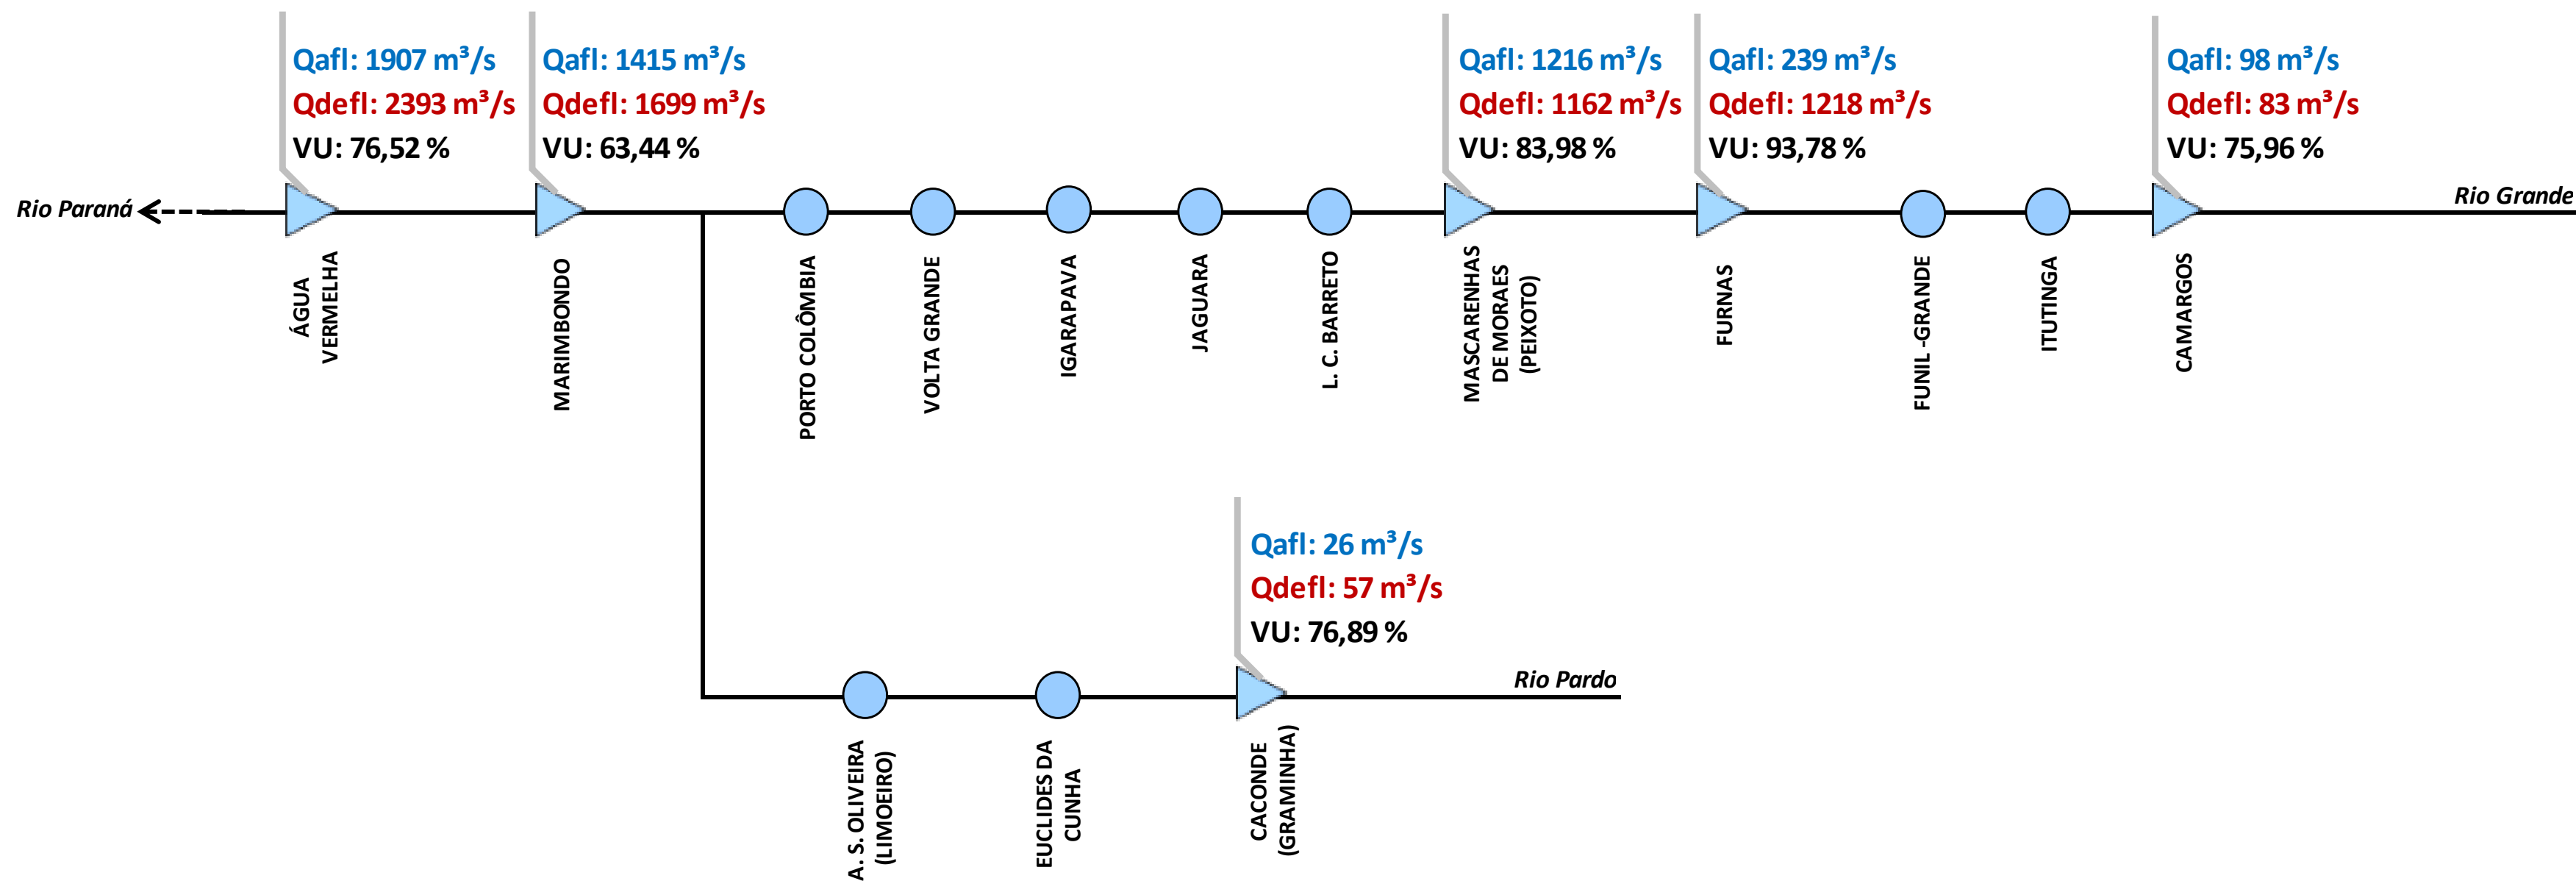 Qafl: 1907 m³/s
Qdefl: 2393 m³/s
VU: 76,52 %
Qafl: 1415 m³/s
Qdefl: 1699 m³/s
VU: 63,44 %
Qafl: 1216 m³/s
Qdefl: 1162 m³/s
VU: 83,98 %
Qafl: 239 m³/s
Qdefl: 1218 m³/s
VU: 93,78 %
Qafl: 98 m³/s
Qdefl: 83 m³/s
VU: 75,96 %
Rio Paraná
Rio Grande
ÁGUA
VERMELHA
MARIMBONDO
PORTO COLÔMBIA
VOLTA GRANDE
IGARAPAVA
JAGUARA
L. C. BARRETO
MASCARENHAS
DE MORAES
(PEIXOTO)
FURNAS
FUNIL -GRANDE
ITUTINGA
CAMARGOS
Qafl: 26 m³/s
Qdefl: 57 m³/s
VU: 76,89 %
Rio Pardo
A. S. OLIVEIRA
(LIMOEIRO)
EUCLIDES DA
CUNHA
CACONDE
(GRAMINHA)